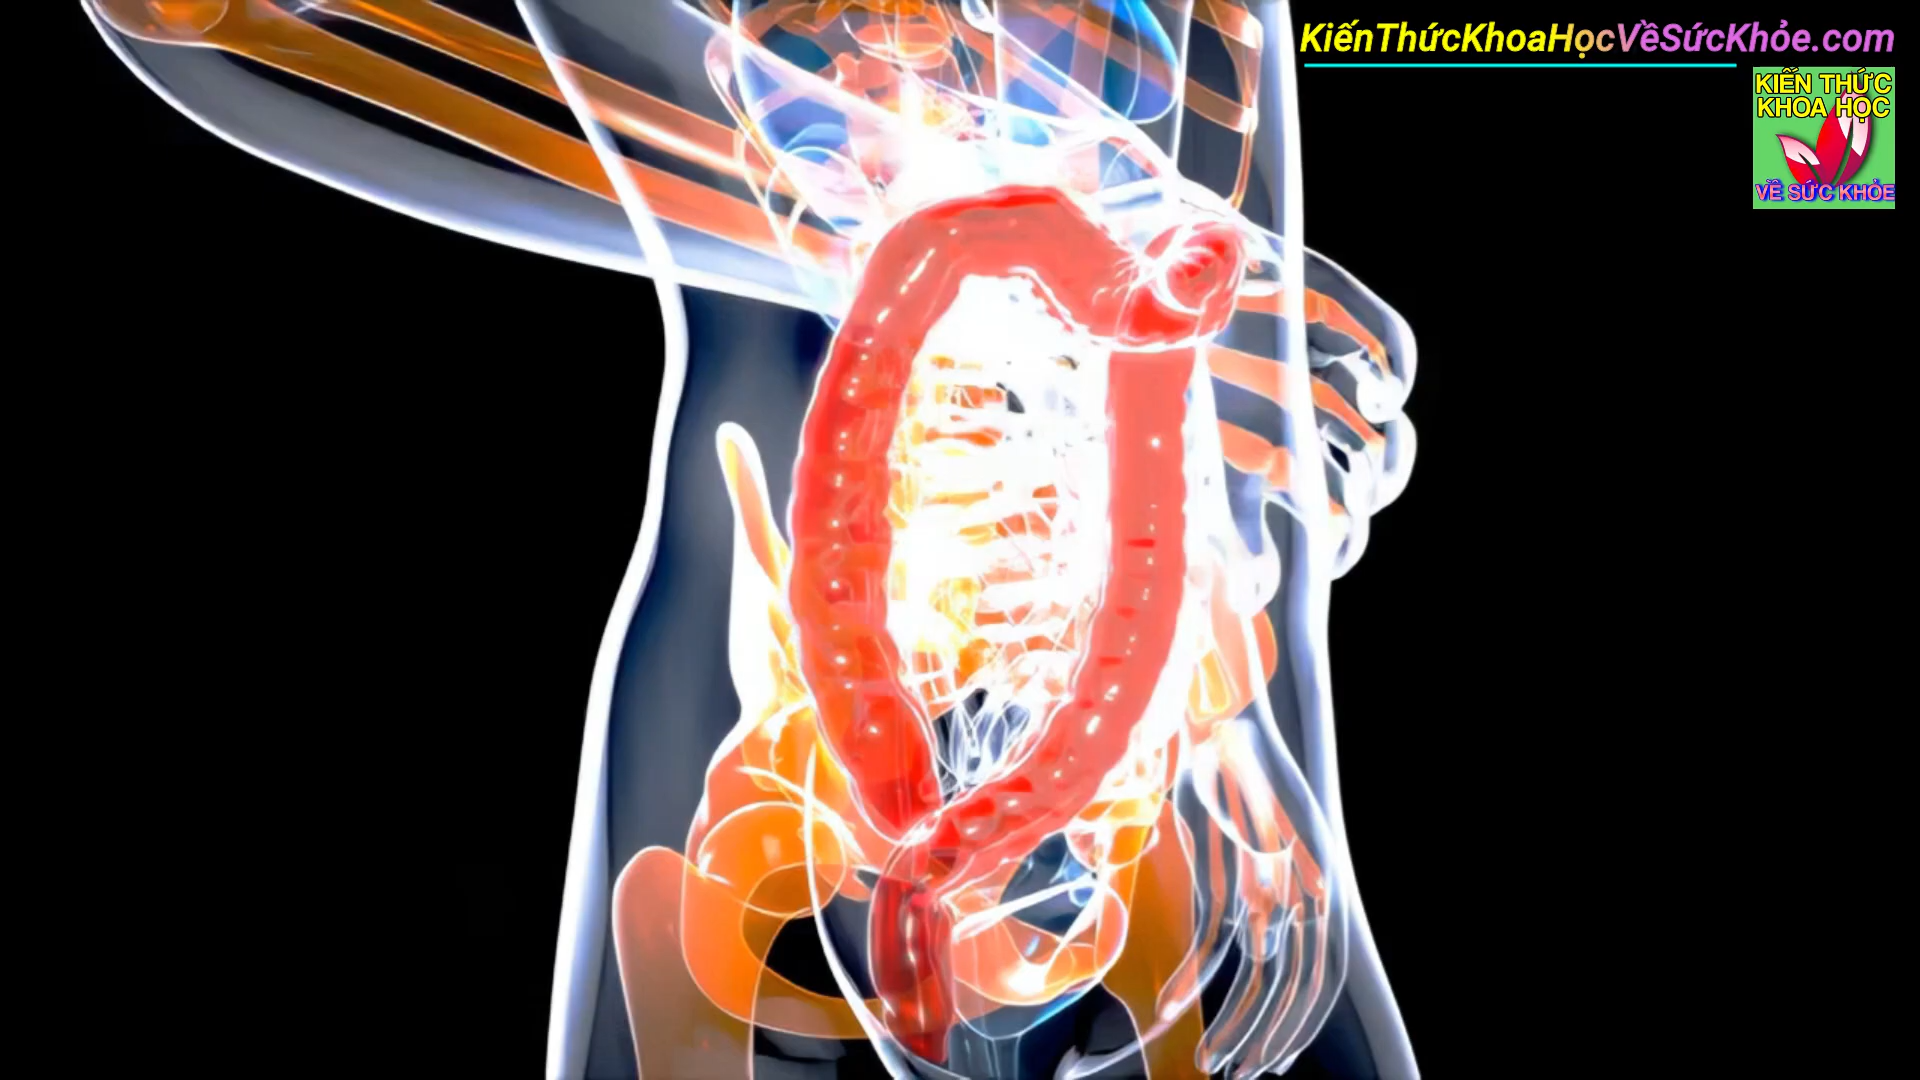 KiếnThứcKhoaHọcVềSứcKhỏe.com
KIẾN THỨC
KHOA HỌC
VỀ SỨC KHỎE